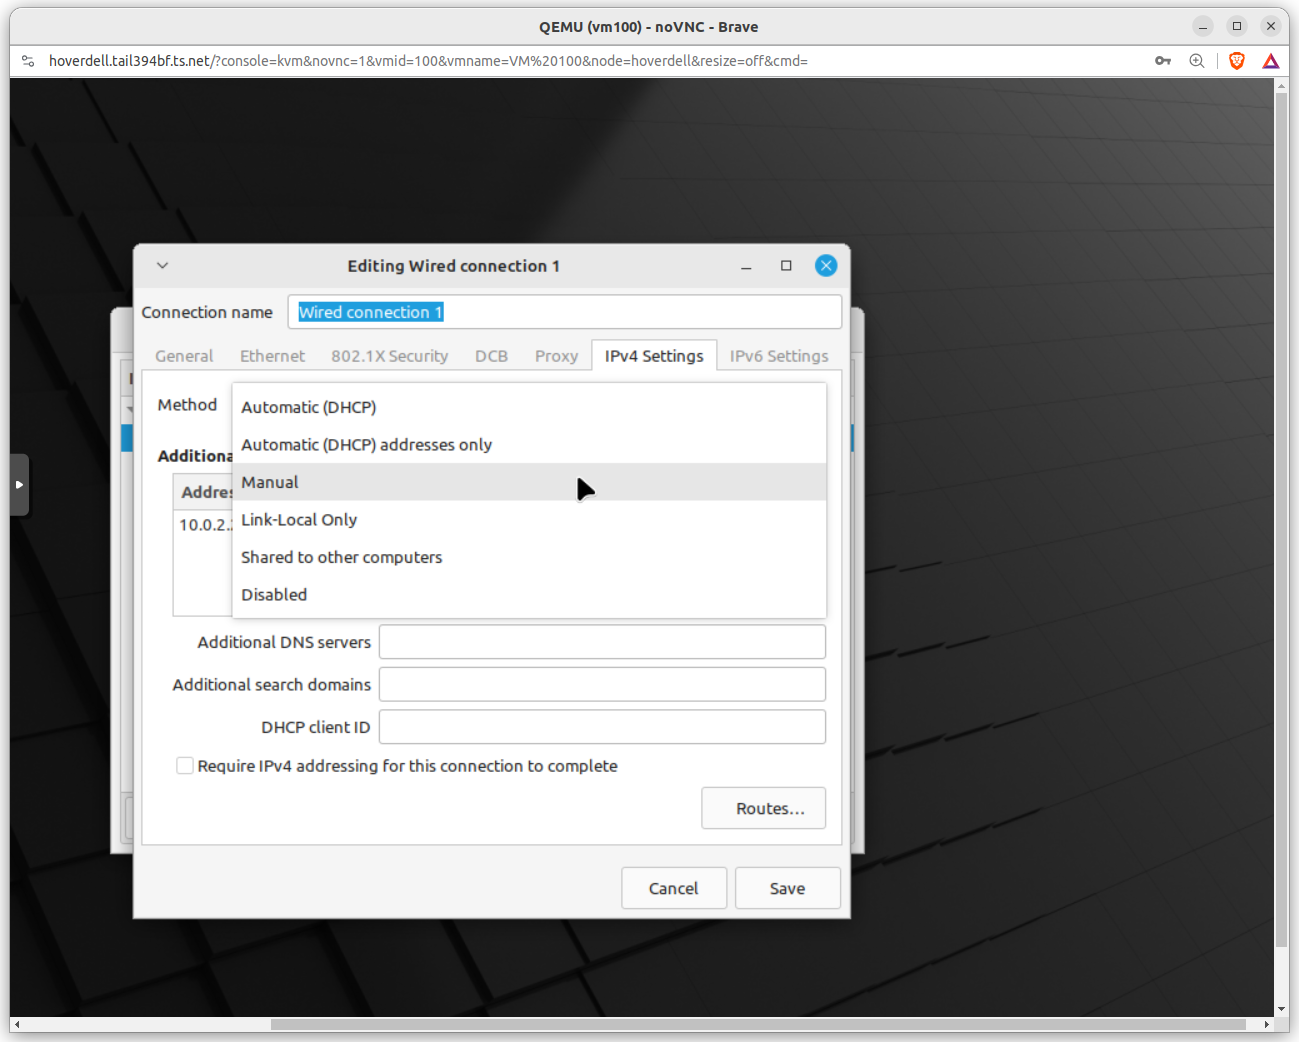 QEMU (vm100) - noVNC - Brave
hoverdell.tail394bf.ts.net/?console=kvm&novnc=1&vmid=100&vmname=VM%20100&node=hoverdell&resize=off&cmd=
Editing Wired connection 1
Connection name Wired connection 1
General Ethernet 802.1X Security DCB Proxy IPv4 Settings IPv6 Settings
Method
Automatic (DHCP)
Automatic (DHCP) addresses only
Additiona
Manual
Addre
Link-Local Only
10.0.2.
Shared to other computers
Disabled
Additional DNS servers
Additional search domains
DHCP client ID
Require IPv4 addressing for this connection to complete
Routes...
Cancel Save